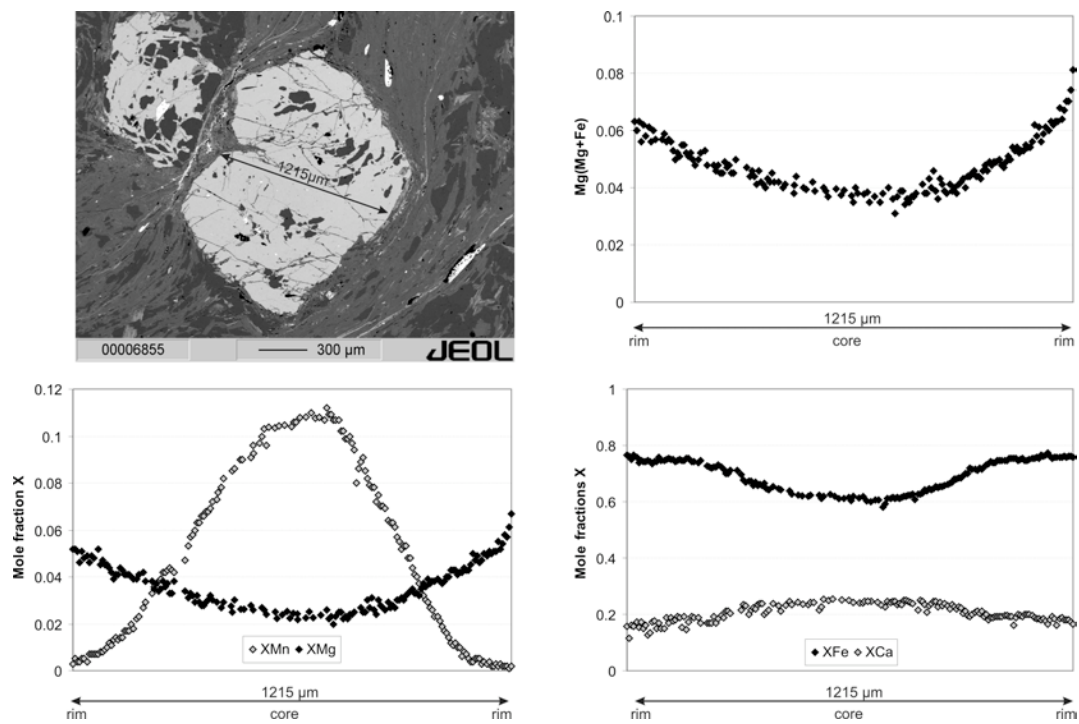 1215µm
00006855
300 µm
JEOL
Mg(Mg+Fe)
0.1
0.08
0.06
0.04
0.02
0
1215 µm
rim
core
rim
Mole fraction X
0.12
0.1
0.08
0.06
0.04
0.02
0
XMn
XMg
1215 µm
rim
core
rim
Mole fractions X
1
0.8
0.6
0.4
0.2
0
XFe
XCa
1215 µm
rim
core
rim